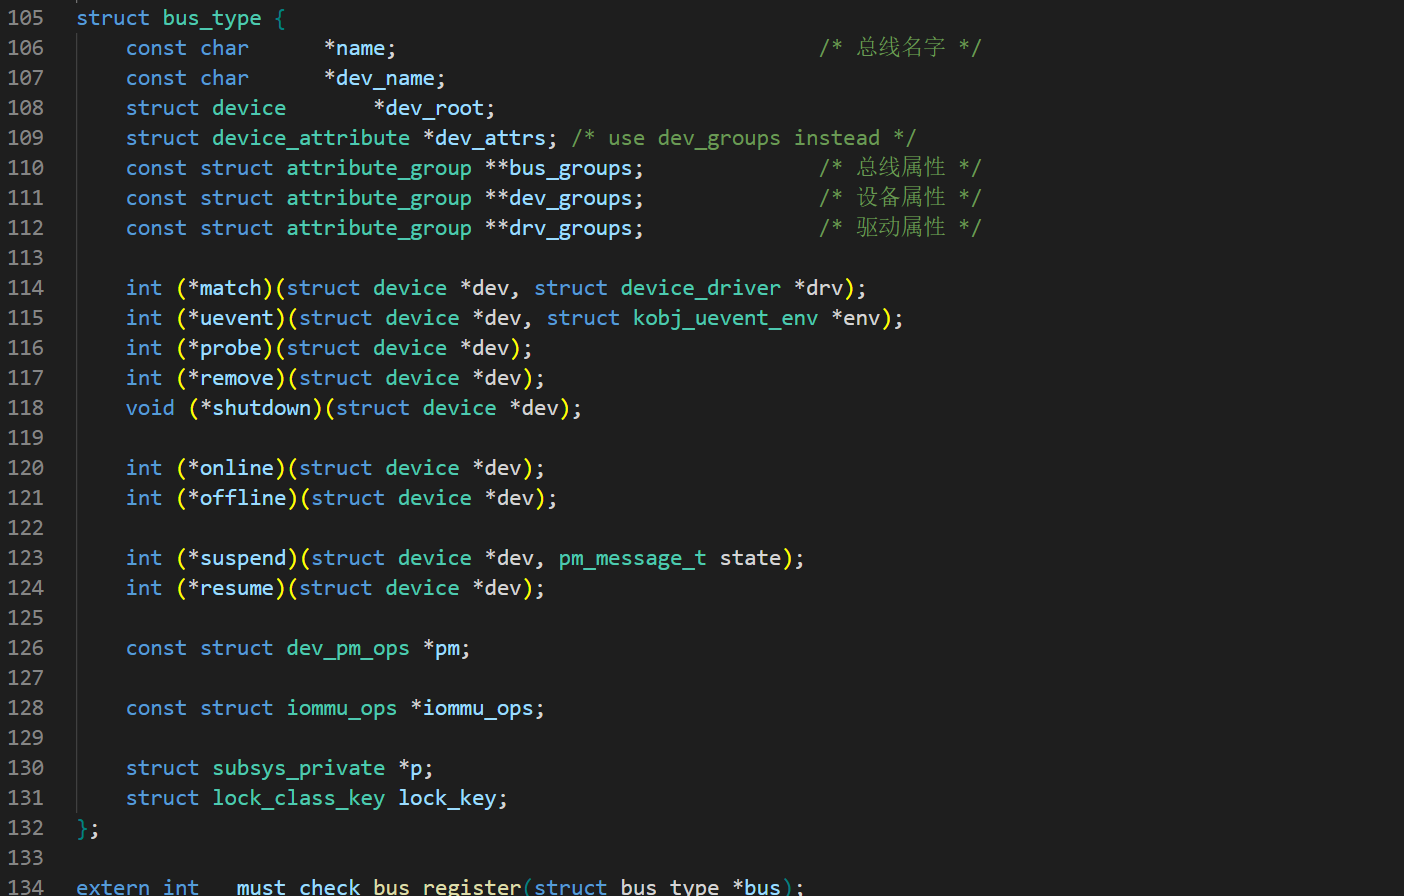 105 struct bus_type {
106     const char      *name;                                  /* 总线名字 */
107     const char      *dev_name;
108     struct device       *dev_root;
109     struct device_attribute *dev_attrs; /* use dev_groups instead */
110     const struct attribute_group **bus_groups;              /* 总线属性 */
111     const struct attribute_group **dev_groups;              /* 设备属性 */
112     const struct attribute_group **drv_groups;              /* 驱动属性 */
113
114     int (*match)(struct device *dev, struct device_driver *drv);
115     int (*uevent)(struct device *dev, struct kobj_uevent_env *env);
116     int (*probe)(struct device *dev);
117     int (*remove)(struct device *dev);
118     void (*shutdown)(struct device *dev);
119
120     int (*online)(struct device *dev);
121     int (*offline)(struct device *dev);
122
123     int (*suspend)(struct device *dev, pm_message_t state);
124     int (*resume)(struct device *dev);
125
126     const struct dev_pm_ops *pm;
127
128     const struct iommu_ops *iommu_ops;
129
130     struct subsys_private *p;
131     struct lock_class_key lock_key;
132 };
133
134 extern int __must_check bus_register(struct bus_type *bus);